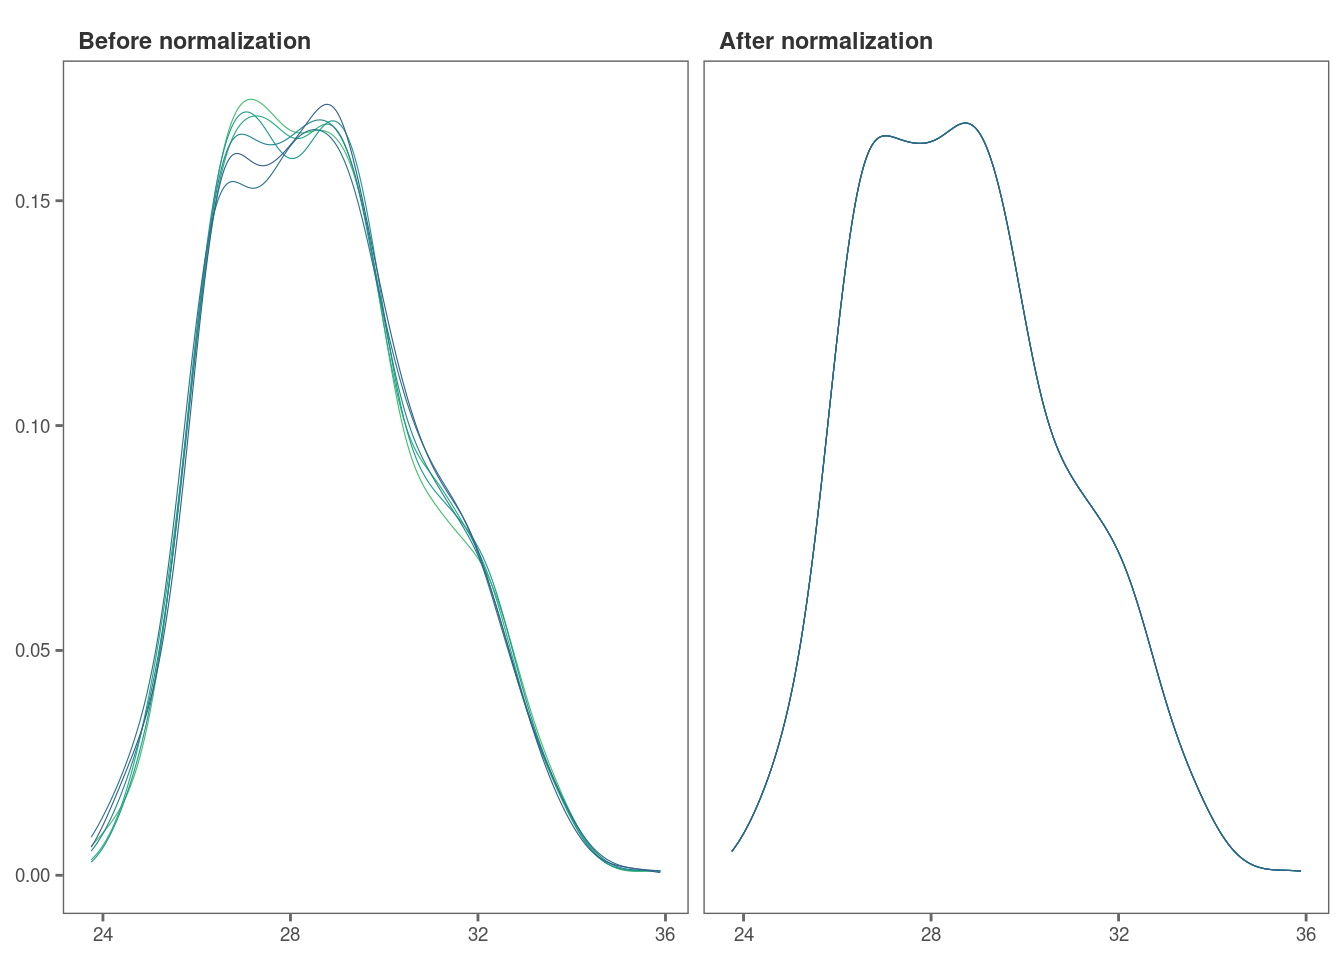 Before normalization
After normalization
0.15
0.10
0.05
0.00
24 28 32 36
24 28 32 36